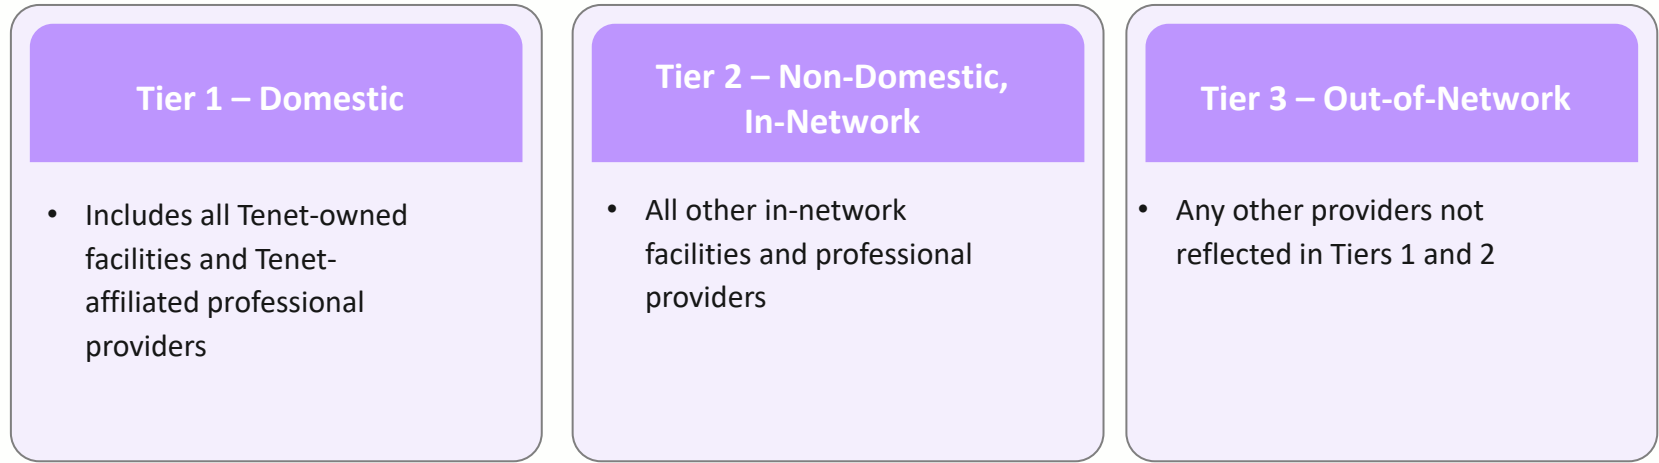 Tier 1 – Domestic
• Includes all Tenet-owned
facilities and Tenet-
affiliated professional
providers
Tier 2 – Non-Domestic,
In-Network
• All other in-network
facilities and professional
providers
Tier 3 – Out-of-Network
• Any other providers not
reflected in Tiers 1 and 2